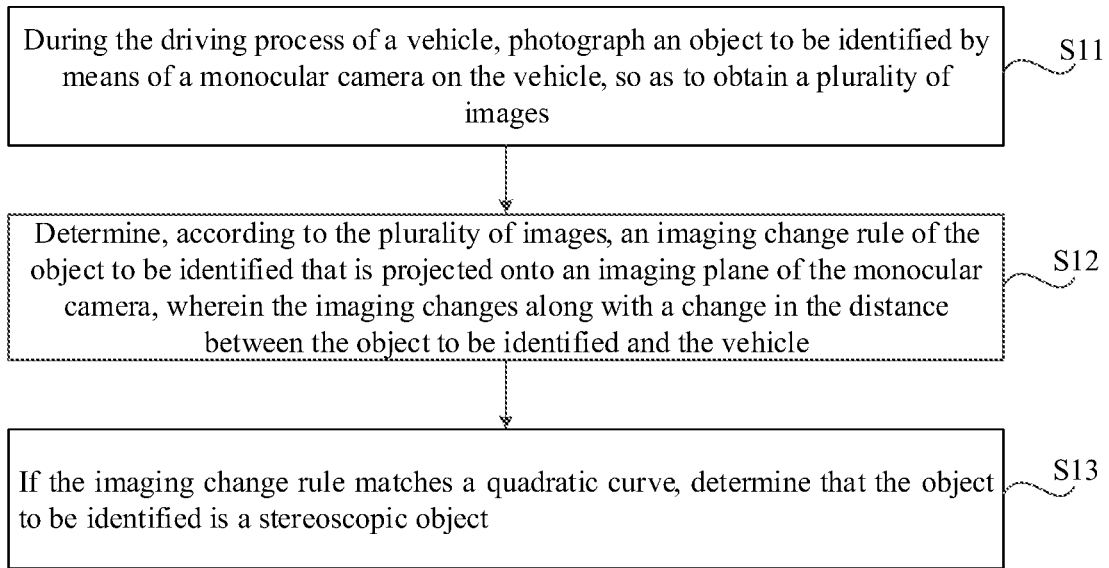 During the driving process of a vehicle, photograph an object to be identified by
means of a monocular camera on the vehicle, so as to obtain a plurality of
images
S11
Determine, according to the plurality of images, an imaging change rule of the
object to be identified that is projected onto an imaging plane of the monocular
camera, wherein the imaging changes along with a change in the distance
between the object to be identified and the vehicle
S12
If the imaging change rule matches a quadratic curve, determine that the object
to be identified is a stereoscopic object
S13